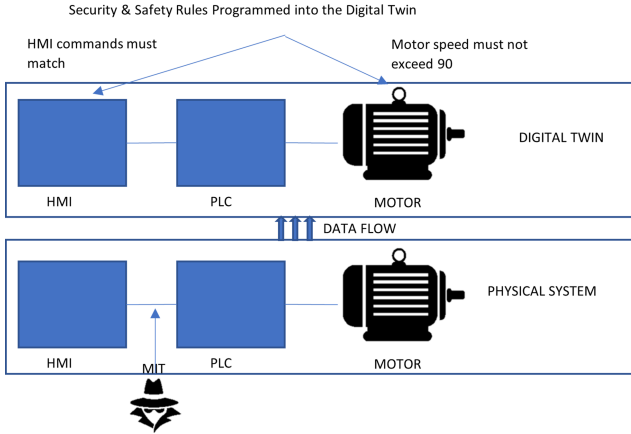 Security & Safety Rules Programmed into the Digital Twin
HMI commands must
match
Motor speed must not
exceed 90
DIGITAL TWIN
HMI
PLC
MOTOR
DATA FLOW
PHYSICAL SYSTEM
HMI
MIT
PLC
MOTOR